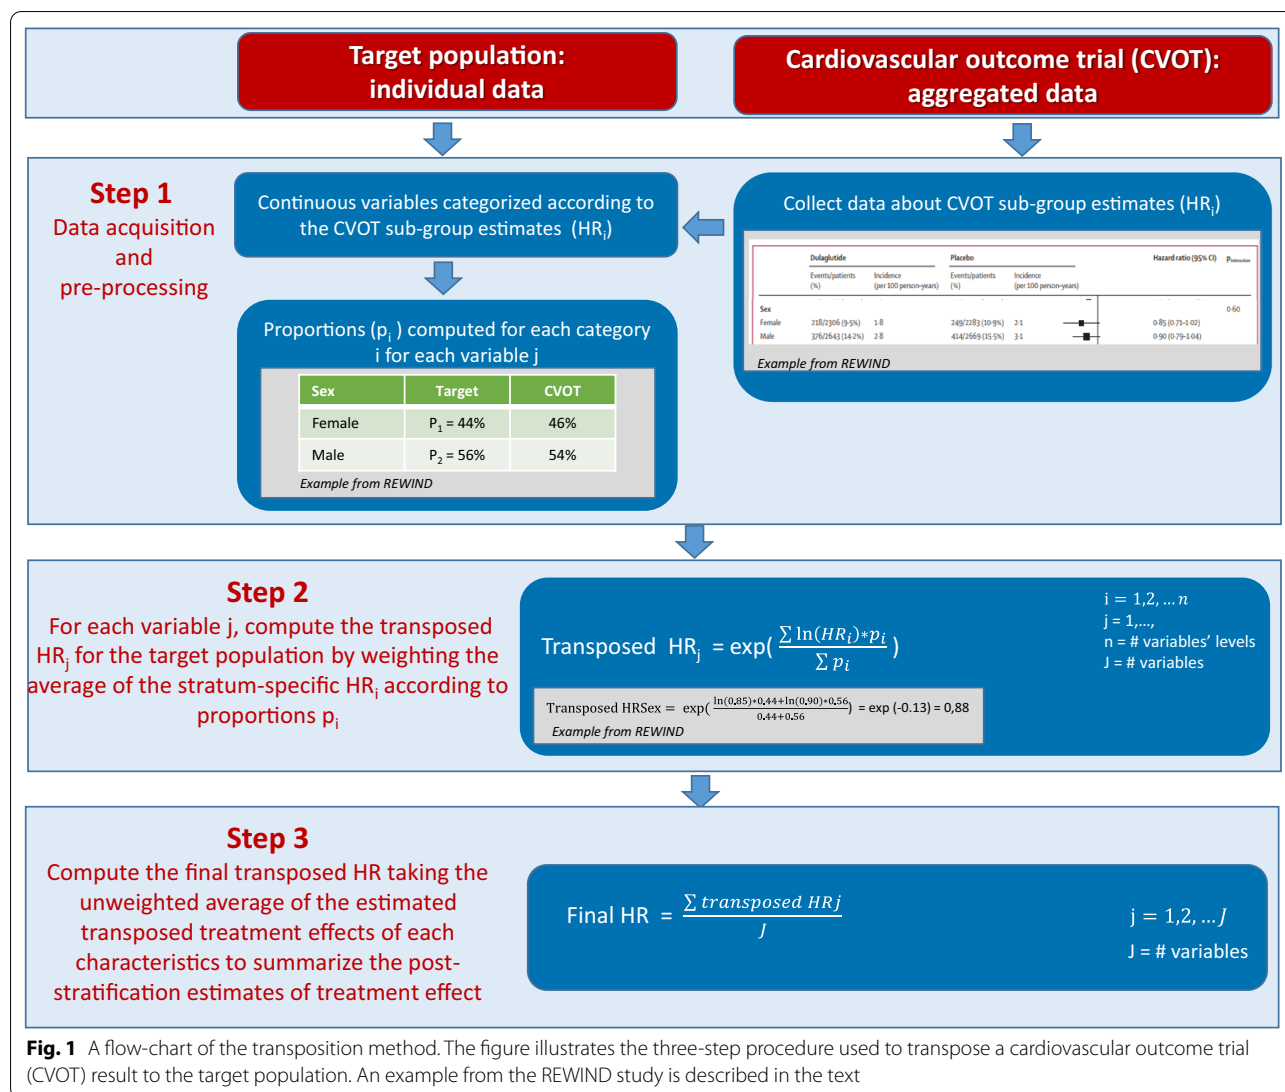 Target population:
individual data
Cardiovascular outcome trial (CVOT):
aggregated data
Step 1
Data acquisition
and
pre-processing
Continuous variables categorized according to
the CVOT sub-group estimates (HRi)
Collect data about CVOT sub-group estimates (HRi)
Dulaglutide Placebo Hazard ratio (95% CI) Pinteraction
Events/patients Incidence Events/patients Incidence
(%) (per 100 person-years) (%) (per 100 person-years)
Sex 0·60
Female 218/2306 (9·5%) 1·8 249/2283 (10·9%) 2·1 0·85 (0·71–1·02)
Male 376/2643 (14·2%) 2·8 414/2669 (15·5%) 3·1 0·90 (0·79–1·04)
Example from REWIND
Proportions (pi ) computed for each category
i for each variable j
Sex Target CVOT
Female P1 = 44% 46%
Male P2 = 56% 54%
Example from REWIND
Step 2
For each variable j, compute the transposed
HRj for the target population by weighting the
average of the stratum-specific HRi according to
proportions pi
Transposed HRj = exp( ∑ ln(HRi)*pi / ∑ pi )
i = 1,2, … n
j = 1,…,
n = # variables' levels
J = # variables
Transposed HRSex = exp( ln(0.85)*0.44+ln(0.90)*0.56 / 0.44+0.56 ) = exp (-0.13) = 0,88
Example from REWIND
Step 3
Compute the final transposed HR taking the
unweighted average of the estimated
transposed treatment effects of each
characteristics to summarize the post-
stratification estimates of treatment effect
Final HR = ∑ transposed HRj / J
j = 1,2, … J
J = # variables
Fig. 1 A flow-chart of the transposition method. The figure illustrates the three-step procedure used to transpose a cardiovascular outcome trial
(CVOT) result to the target population. An example from the REWIND study is described in the text